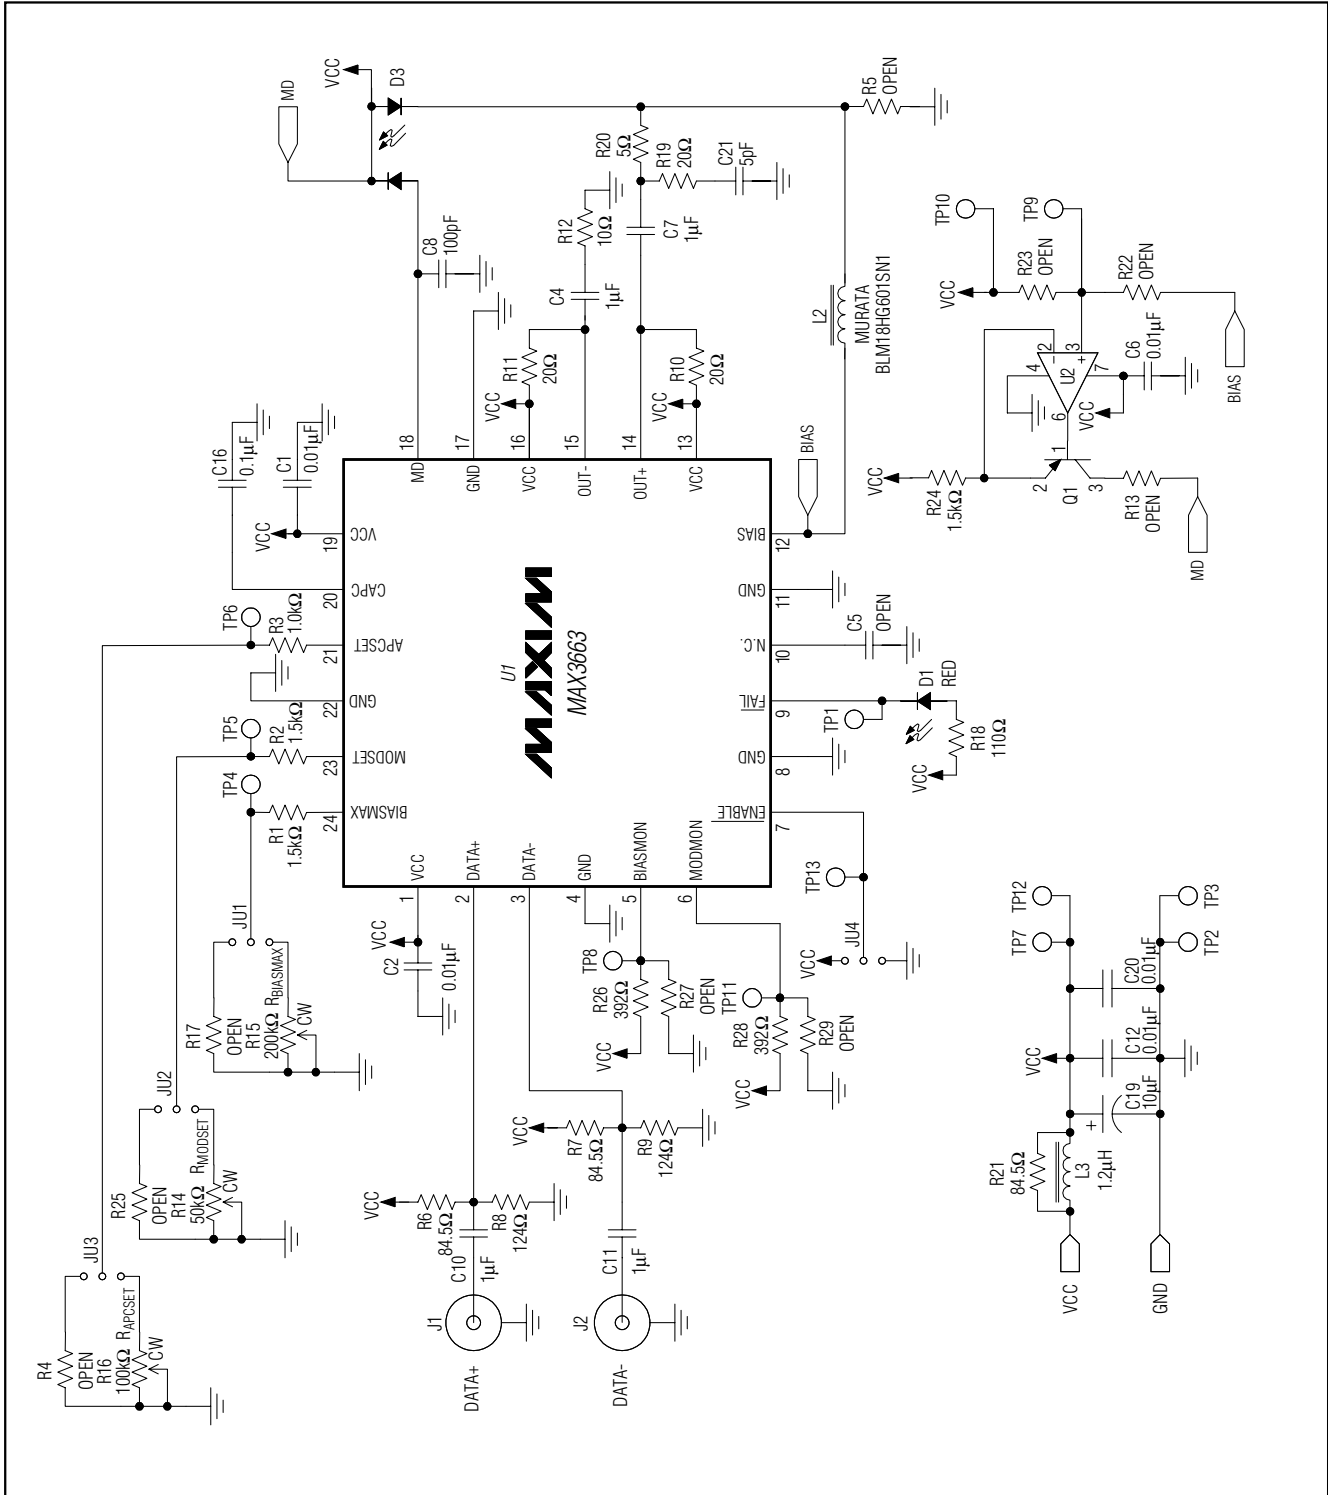 VCC
MD
D3
R5
OPEN
R20
5Ω
R19
20Ω
C21
5pF
R12
10Ω
C7
1µF
C8
100pF
C4
1µF
L2
MURATA
BLM18HG601SN1
R11
20Ω
R10
20Ω
VCC
VCC
C16
0.1µF
C1
0.01µF
VCC
18
17
16
15
14
13
MD
GND
VCC
OUT-
OUT+
VCC
BIAS
19
VCC
20
CAPC
21
APCSET
22
GND
23
MODSET
24
BIASMAX
TP6
R3
1.0kΩ
TP5
R2
1.5kΩ
TP4
R1
1.5kΩ
U1
MAXIM
MAX3663
BIAS
12
GND
11
N.C.
10
FAIL
9
GND
8
ENABLE
7
C5
OPEN
TP1
D1
RED
R18
110Ω
VCC
VCC
DATA+
DATA-
GND
BIASMON
MODMON
1
2
3
4
5
6
TP10
TP9
VCC
R23
OPEN
R22
OPEN
2
3
-
+
4
U2
7
6
C6
0.01µF
VCC
BIAS
VCC
R24
1.5kΩ
1
2
3
Q1
R13
OPEN
MD
JU1
R17
OPEN
R15
200kΩ
RBIASMAX
CW
JU2
R25
OPEN
R14
50kΩ
RMODSET
CW
JU3
R4
OPEN
R16
100kΩ
RAPCSET
CW
VCC
C2
0.01µF
TP8
R26
392Ω
R27
OPEN
VCC
TP11
R28
392Ω
R29
OPEN
VCC
TP13
JU4
VCC
VCC
R7
84.5Ω
R9
124Ω
VCC
R6
84.5Ω
R8
124Ω
C10
1µF
C11
1µF
J1
DATA+
J2
DATA-
TP12
TP7
TP3
TP2
C20
0.01µF
VCC
C12
0.01µF
C19
10µF
+
R21
84.5Ω
L3
1.2µH
VCC
GND